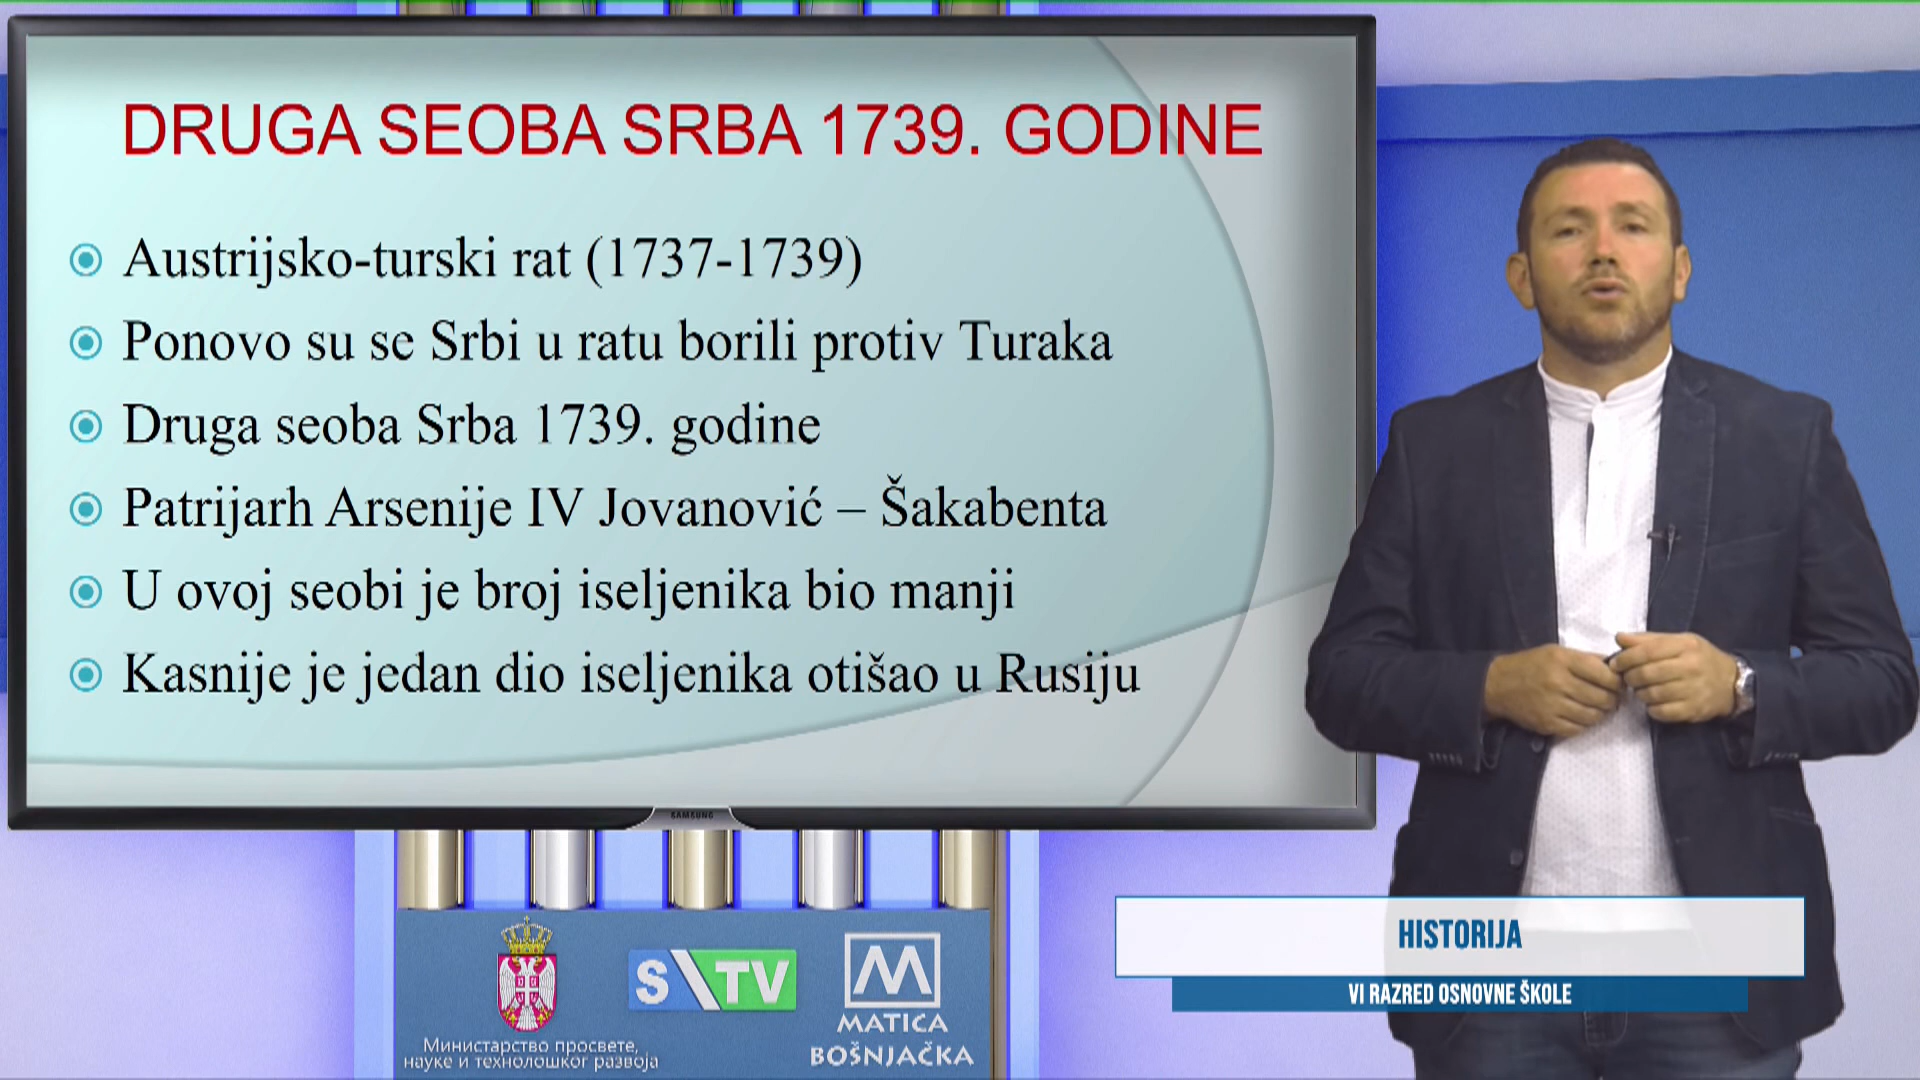 DRUGA SEOBA SRBA 1739. GODINE
Austrijsko-turski rat (1737-1739)
Ponovo su se Srbi u ratu borili protiv Turaka
Druga seoba Srba 1739. godine
Patrijarh Arsenije IV Jovanović – Šakabenta
U ovoj seobi je broj iseljenika bio manji
Kasnije je jedan dio iseljenika otišao u Rusiju
SAMSUNG
HISTORIJA
VI RAZRED OSNOVNE ŠKOLE
S TV
MATICA
BOŠNJAČKA
Министарство просвете,
науке и технолошког развоја